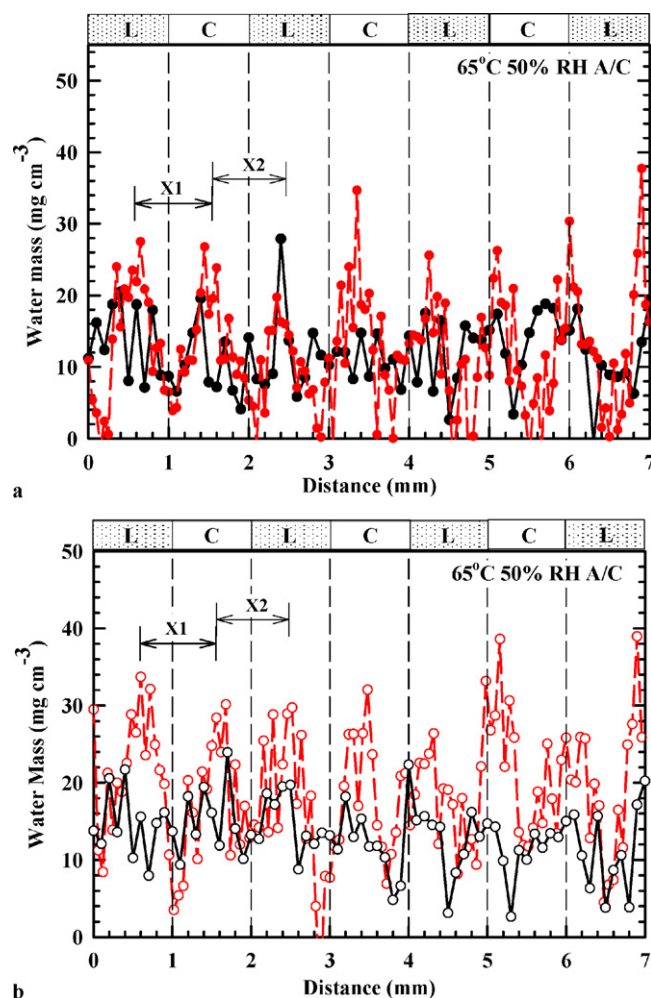 L C L C L C L
65°C 50% RH A/C
X1 X2
Water mass (mg cm⁻³)
50
40
30
20
10
0
0 1 2 3 4 5 6 7
Distance (mm)
a
L C L C L C L
65°C 50% RH A/C
X1 X2
Water Mass (mg cm⁻³)
50
40
30
20
10
0
0 1 2 3 4 5 6 7
Distance (mm)
b